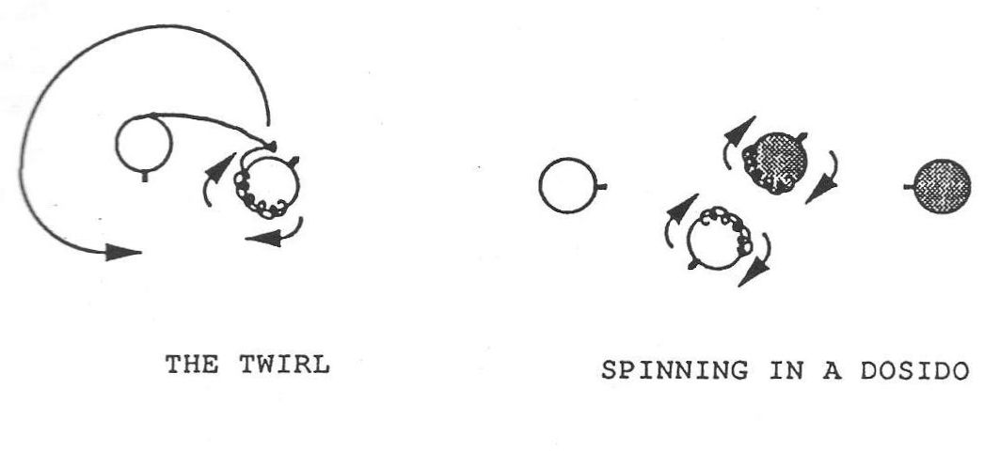 THE TWIRL
SPINNING IN A DOSIDO